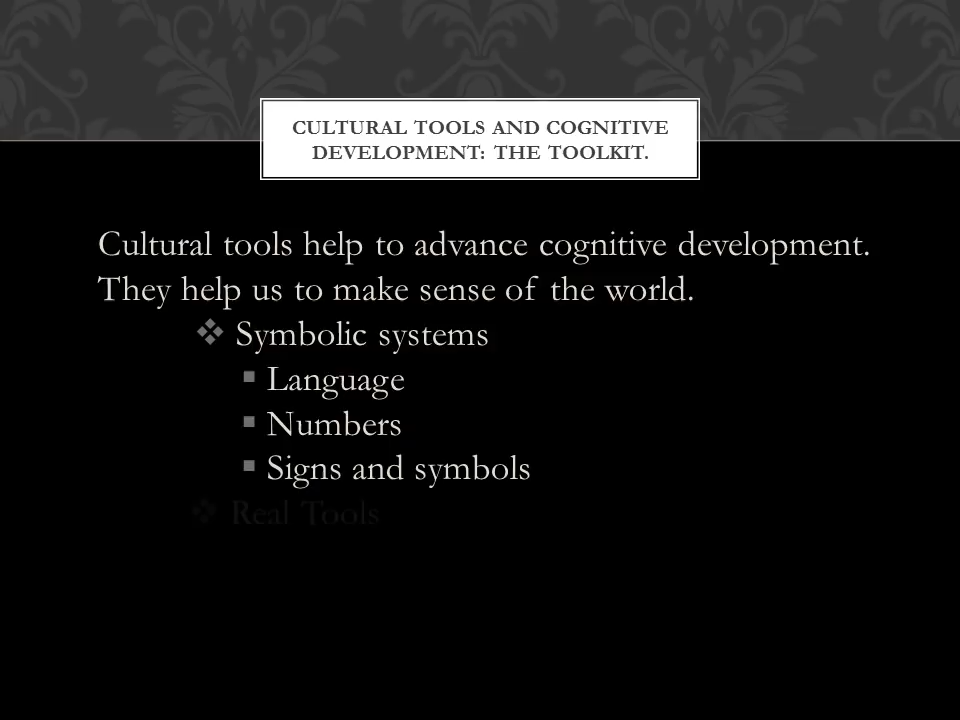 CULTURAL TOOLS AND COGNITIVE
DEVELOPMENT: THE TOOLKIT.
Cultural tools help to advance cognitive development.
They help us to make sense of the world.
❖ Symbolic systems
▪ Language
▪ Numbers
▪ Signs and symbols
❖ Real Tools